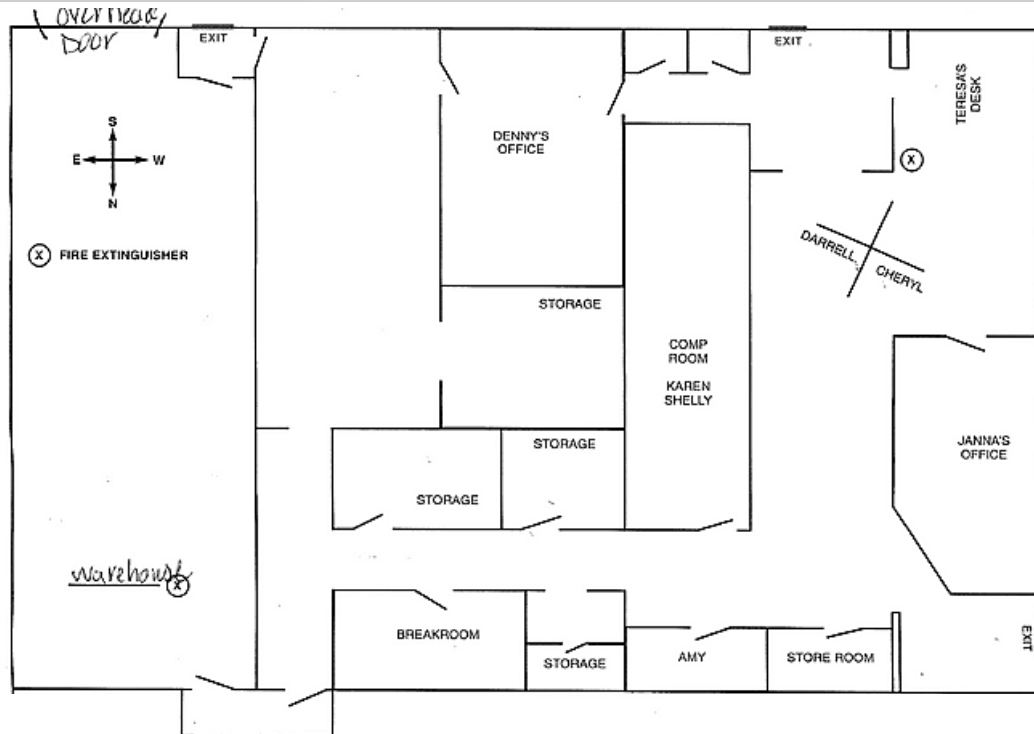 overhead
DOOR
EXIT
EXIT
TERESA'S
DESK
S
E W
N
DENNY'S
OFFICE
X
X FIRE EXTINGUISHER
DARRELL
CHERYL
STORAGE
COMP
ROOM
KAREN
SHELLY
STORAGE
JANNA'S
OFFICE
STORAGE
warehouse
X
BREAKROOM
STORAGE
AMY
STORE ROOM
EXIT